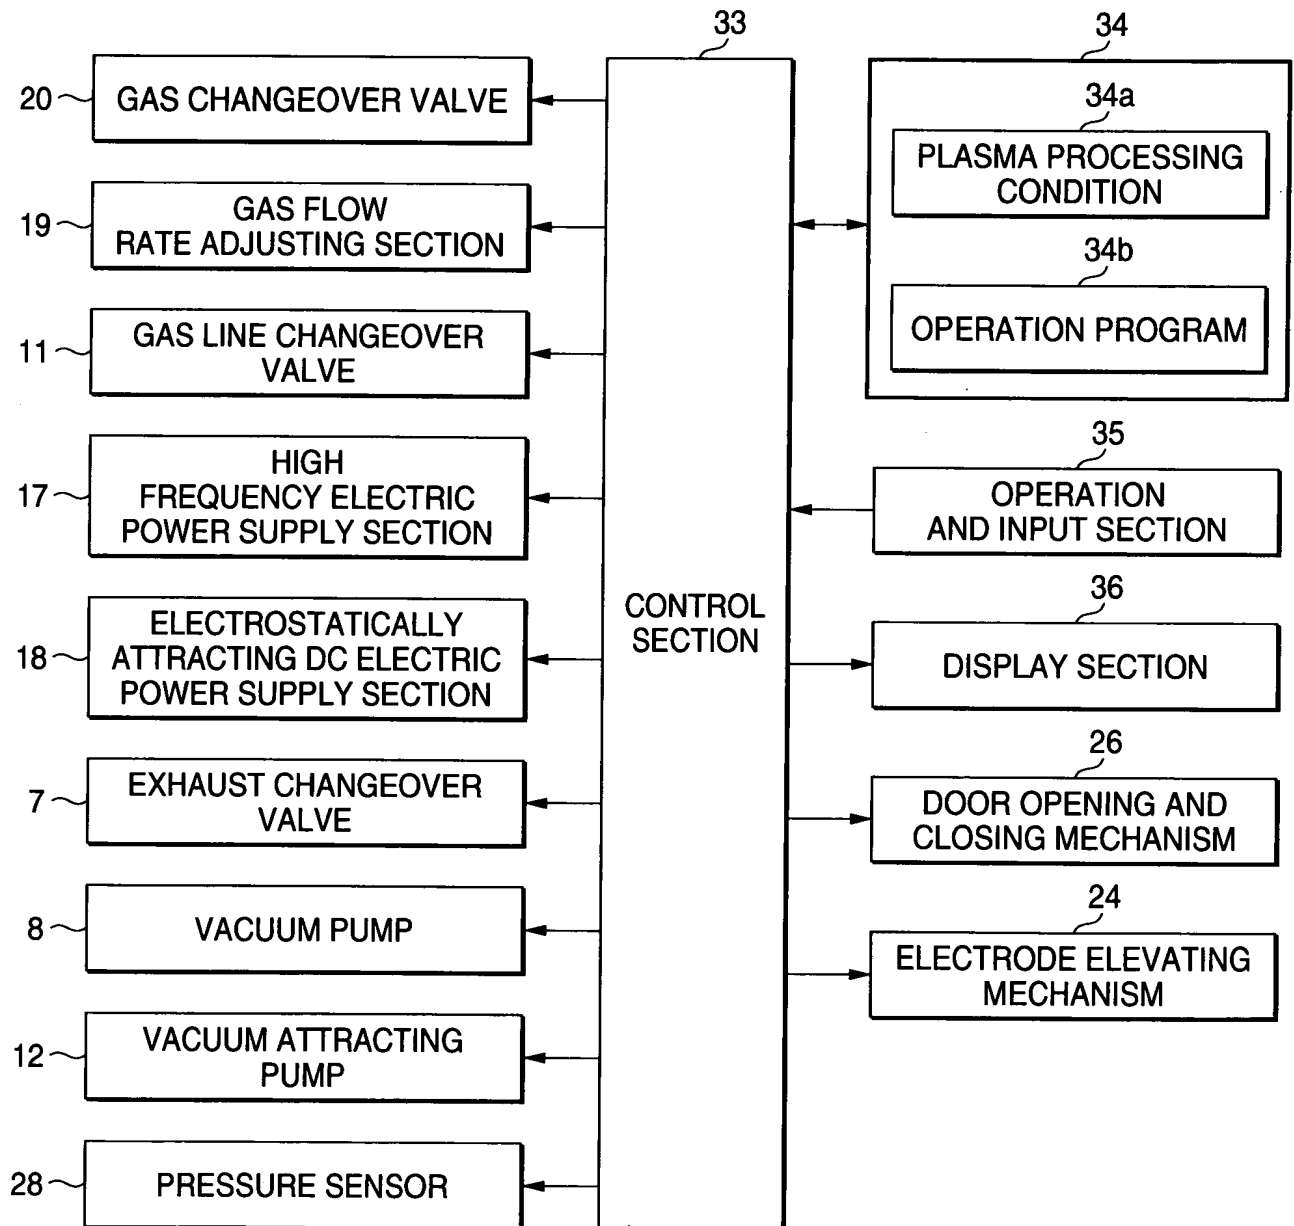 33
34
20
GAS CHANGEOVER VALVE
34a
PLASMA PROCESSING
CONDITION
19
GAS FLOW
RATE ADJUSTING SECTION
34b
OPERATION PROGRAM
11
GAS LINE CHANGEOVER
VALVE
35
OPERATION
AND INPUT SECTION
17
HIGH
FREQUENCY ELECTRIC
POWER SUPPLY SECTION
CONTROL
SECTION
36
DISPLAY SECTION
18
ELECTROSTATICALLY
ATTRACTING DC ELECTRIC
POWER SUPPLY SECTION
26
DOOR OPENING AND
CLOSING MECHANISM
7
EXHAUST CHANGEOVER
VALVE
24
ELECTRODE ELEVATING
MECHANISM
8
VACUUM PUMP
12
VACUUM ATTRACTING
PUMP
28
PRESSURE SENSOR